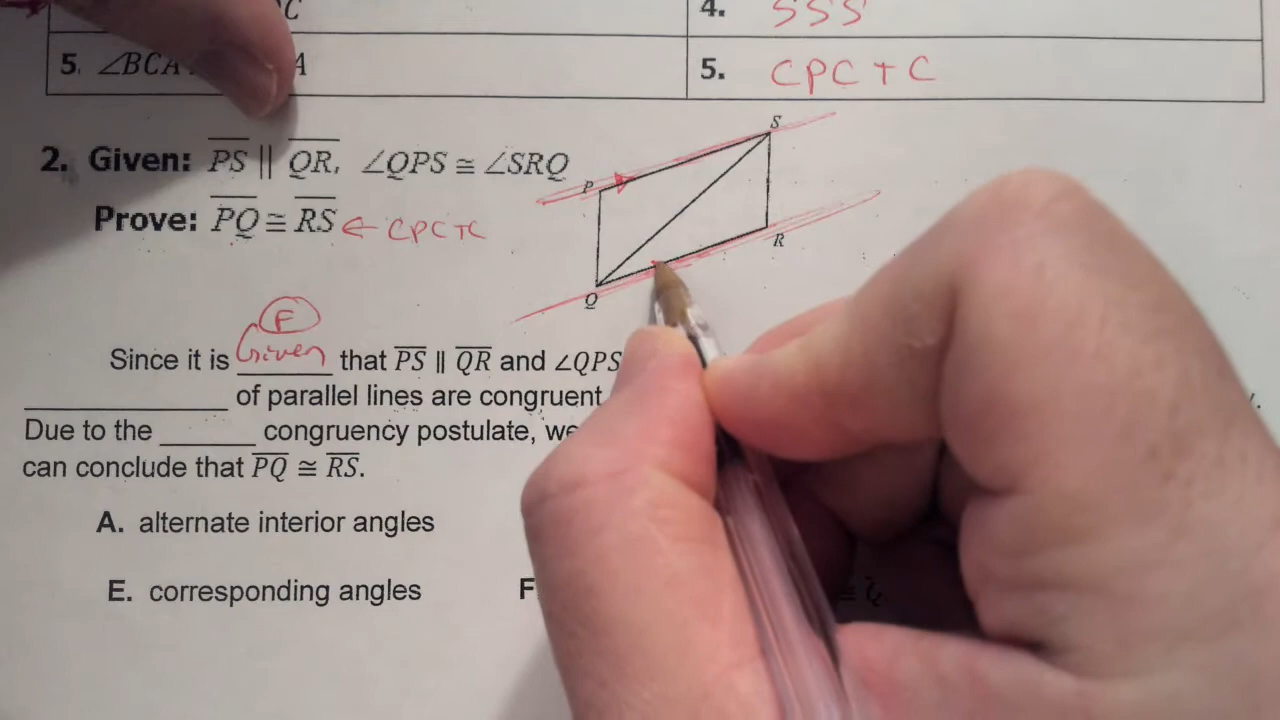 C
4. SSS
5. ∠BCA A
5. CPCTC
2. Given: PS || QR, ∠QPS ≅ ∠SRQ
Prove: PQ ≅ RS ← CPCTC
S
P
R
Q
F
Since it is Given that PS || QR and ∠QPS
of parallel lines are congruent
Due to the congruency postulate, we
can conclude that PQ ≅ RS.
A. alternate interior angles
E. corresponding angles F